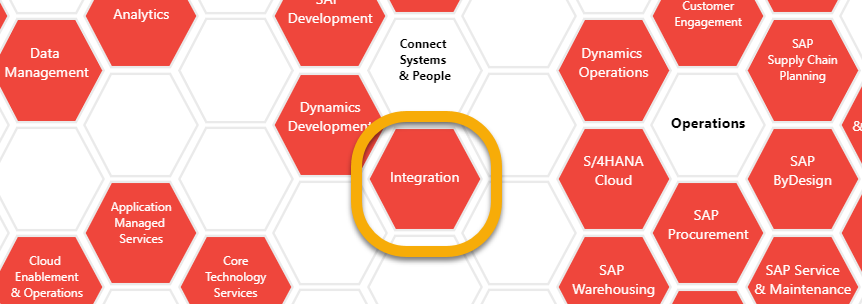 Analytics
SAP
Development
Customer
Engagement
Data
Management
Connect
Systems
& People
Dynamics
Operations
SAP
Supply Chain
Planning
Dynamics
Development
Operations
&
Integration
S/4HANA
Cloud
SAP
ByDesign
Application
Managed
Services
SAP
Procurement
Cloud
Enablement
& Operations
Core
Technology
Services
SAP
Warehousing
SAP Service
& Maintenance